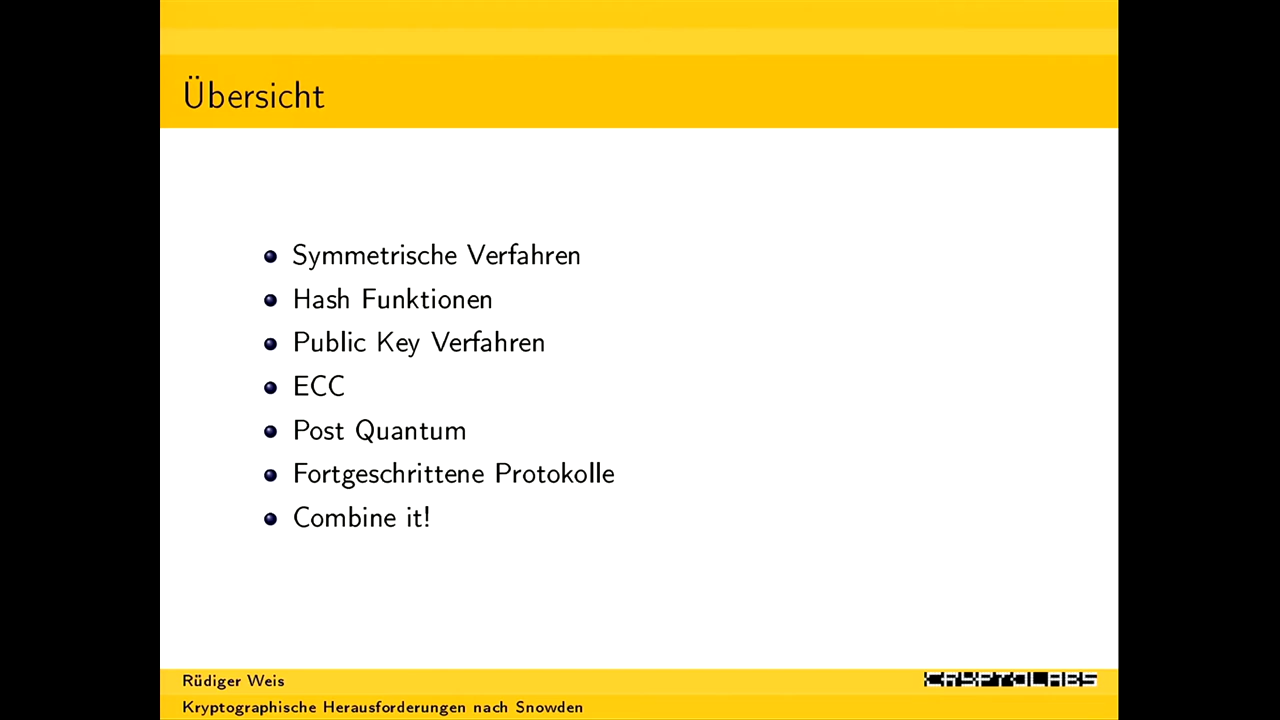 Übersicht
Symmetrische Verfahren
Hash Funktionen
Public Key Verfahren
ECC
Post Quantum
Fortgeschrittene Protokolle
Combine it!
Rüdiger Weis
CRYPTOLABS
Kryptographische Herausforderungen nach Snowden